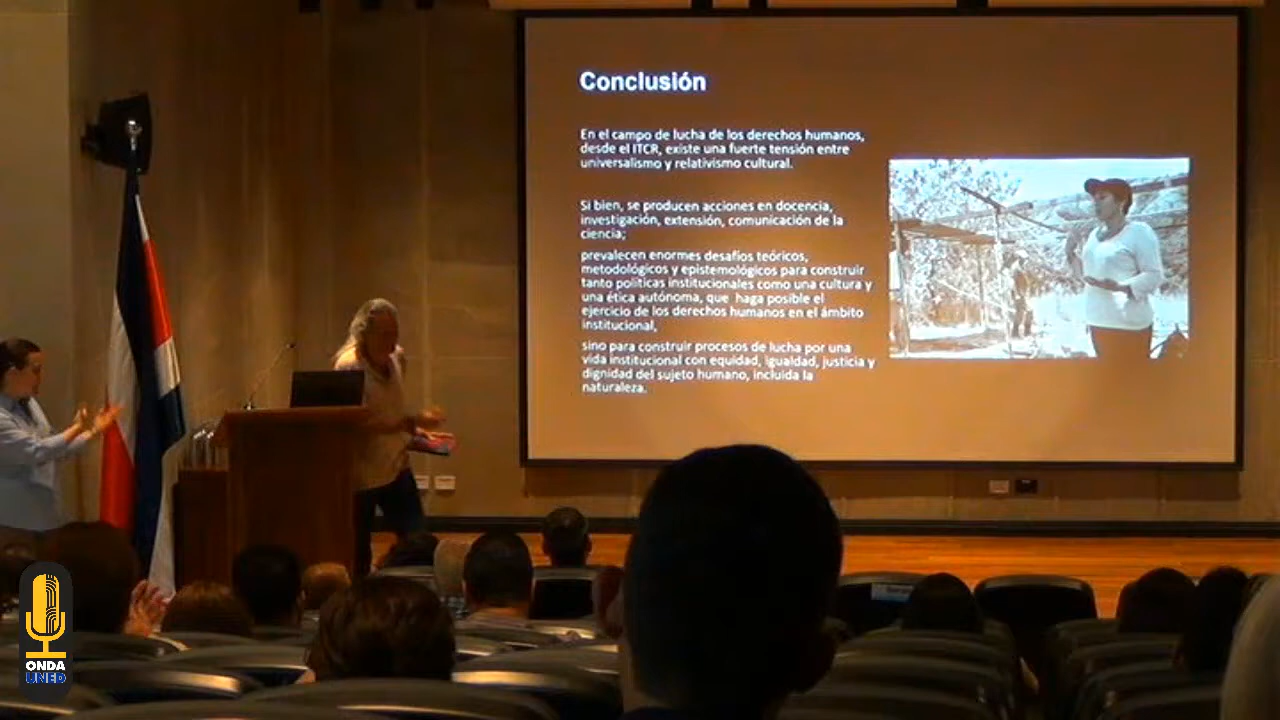 Conclusión
En el campo de lucha de los derechos humanos,
desde el ITCR, existe una fuerte tensión entre
universalismo y relativismo cultural.
Si bien, se producen acciones en docencia,
investigación, extensión, comunicación de la
ciencia;
prevalecen enormes desafíos teóricos,
metodológicos y epistemológicos para construir
tanto políticas institucionales como una cultura y
una ética autónoma, que haga posible el
ejercicio de los derechos humanos en el ámbito
institucional,
sino para construir procesos de lucha por una
vida institucional con equidad, igualdad, justicia y
dignidad del sujeto humano, incluida la
naturaleza.
ONDA
UNED